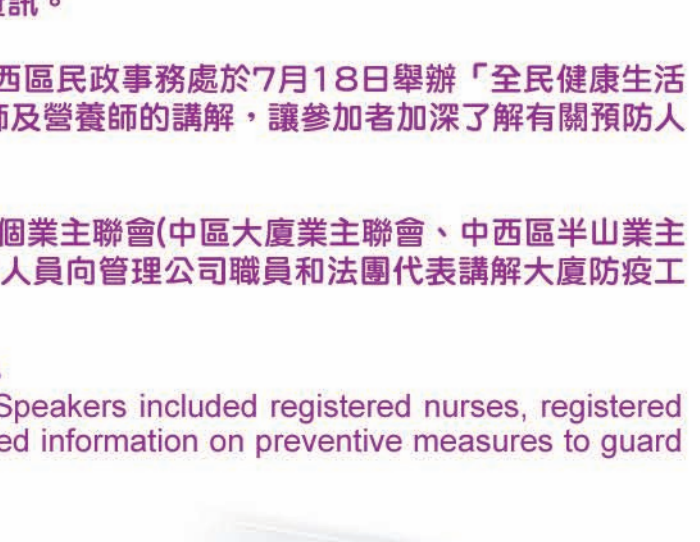 資訊。
西區民政事務處於7月18日舉辦「全民健康生活
師及營養師的講解，讓參加者加深了解有關預防人
個業主聯會(中區大廈業主聯會、中西區半山業主
人員向管理公司職員和法團代表講解大廈防疫工
Speakers included registered nurses, registered
ed information on preventive measures to guard